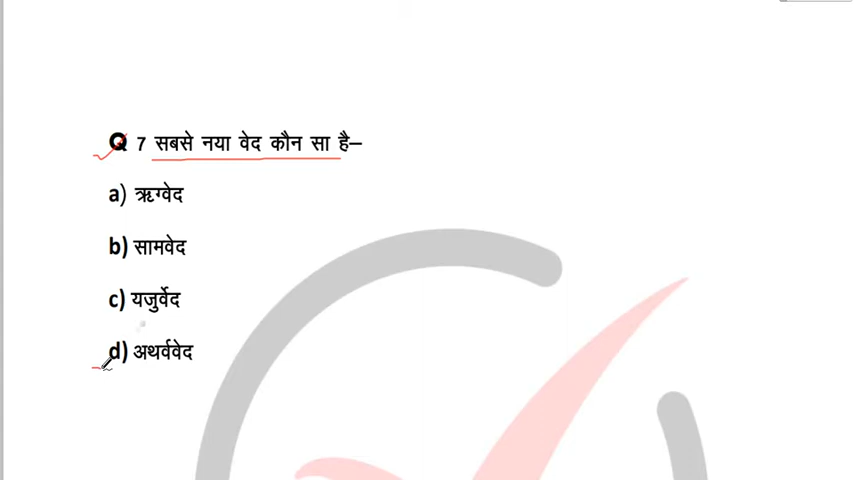 Q 7 सबसे नया वेद कौन सा है–
a) ऋग्वेद
b) सामवेद
c) यजुर्वेद
d) अथर्ववेद